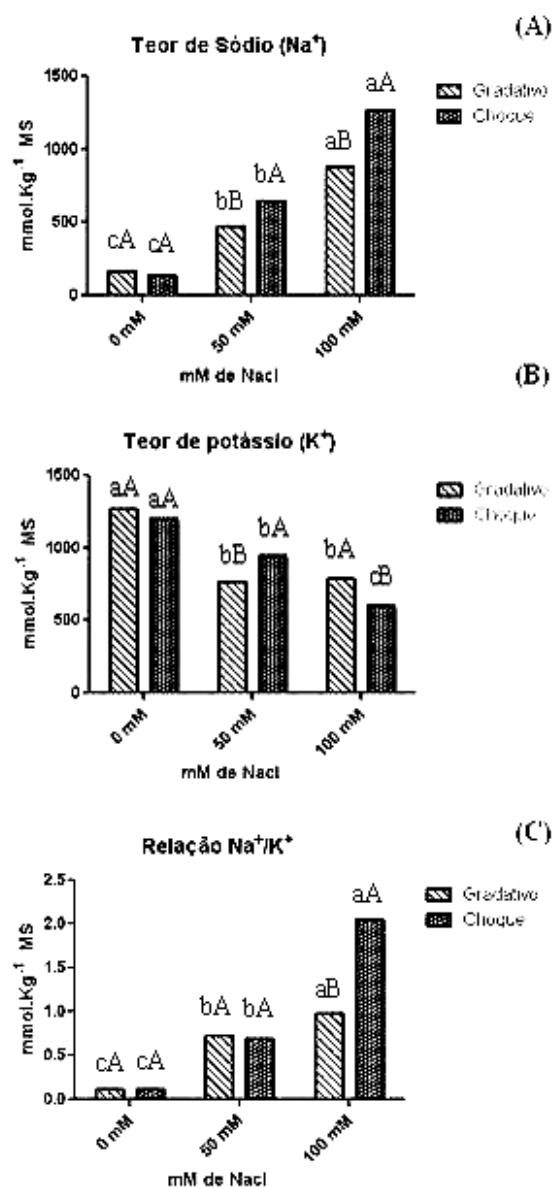 (A)
Teor de Sódio (Na⁺)
mmol.Kg⁻¹ MS
1500
1000
500
0
cA cA
bB bA
aB aA
0 mM
50 mM
100 mM
mM de Nacl
Gradativo
Choque
(B)
Teor de potássio (K⁺)
mmol.Kg⁻¹ MS
1500
1000
500
0
aA aA
bB bA
bA cB
0 mM
50 mM
100 mM
mM de Nacl
Gradativo
Choque
(C)
Relação Na⁺/K⁺
mmol.Kg⁻¹ MS
2.5
2.0
1.5
1.0
0.5
0.0
cA cA
bA bA
aB aA
0 mM
50 mM
100 mM
mM de Nacl
Gradativo
Choque